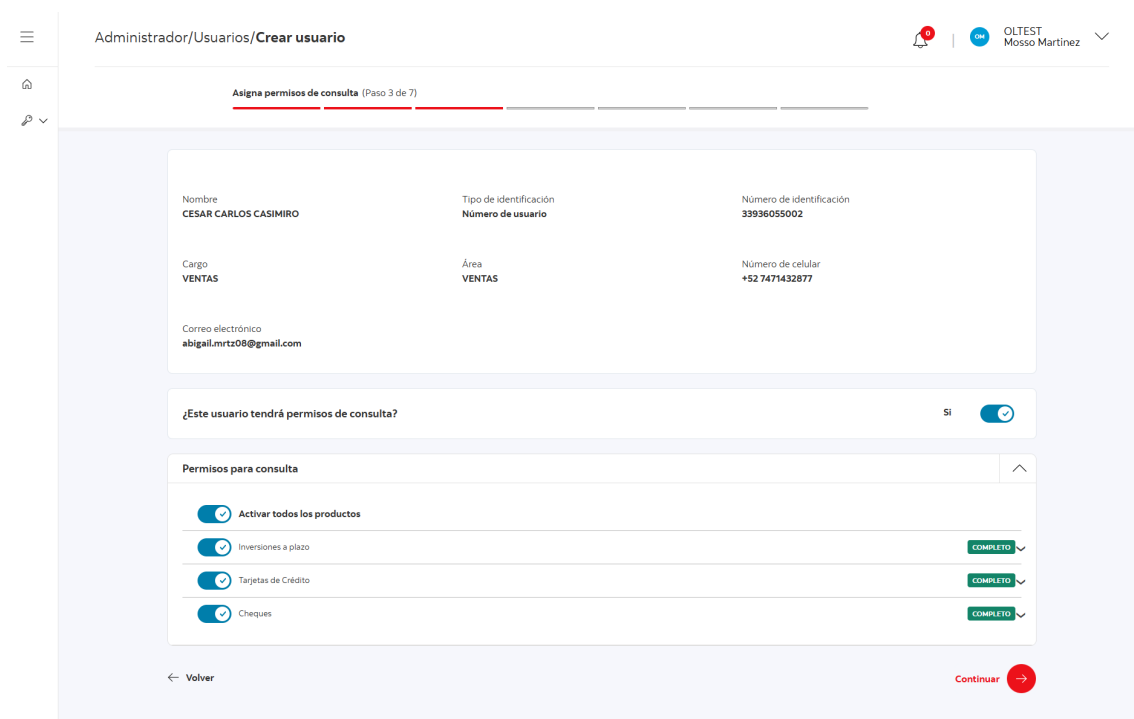 Administrador/Usuarios/Crear usuario
0
OM
OLTEST
Mosso Martinez
Asigna permisos de consulta (Paso 3 de 7)
Nombre
CESAR CARLOS CASIMIRO
Tipo de identificación
Número de usuario
Número de identificación
33936055002
Cargo
VENTAS
Área
VENTAS
Número de celular
+52 7471432877
Correo electrónico
abigail.mrtz08@gmail.com
¿Este usuario tendrá permisos de consulta?
Si
Permisos para consulta
Activar todos los productos
Inversiones a plazo
COMPLETO
Tarjetas de Crédito
COMPLETO
Cheques
COMPLETO
Volver
Continuar